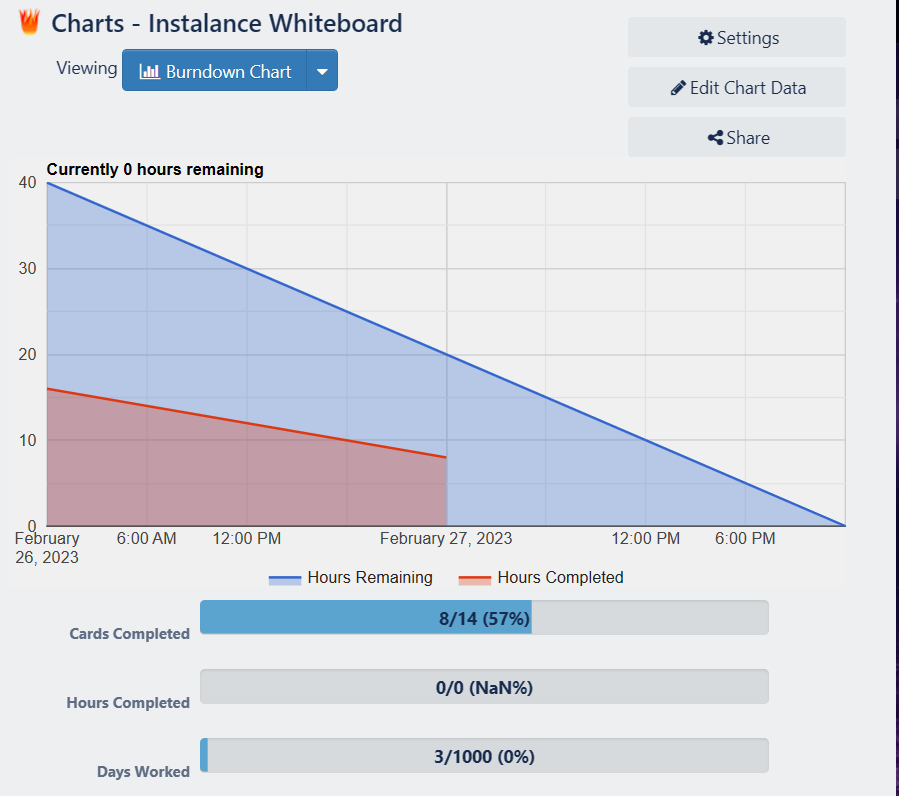 Charts - Instalance Whiteboard
Viewing
Burndown Chart
Settings
Edit Chart Data
Share
Currently 0 hours remaining
40
30
20
10
0
February 26, 2023
6:00 AM
12:00 PM
February 27, 2023
12:00 PM
6:00 PM
Hours Remaining
Hours Completed
Cards Completed
8/14 (57%)
Hours Completed
0/0 (NaN%)
Days Worked
3/1000 (0%)